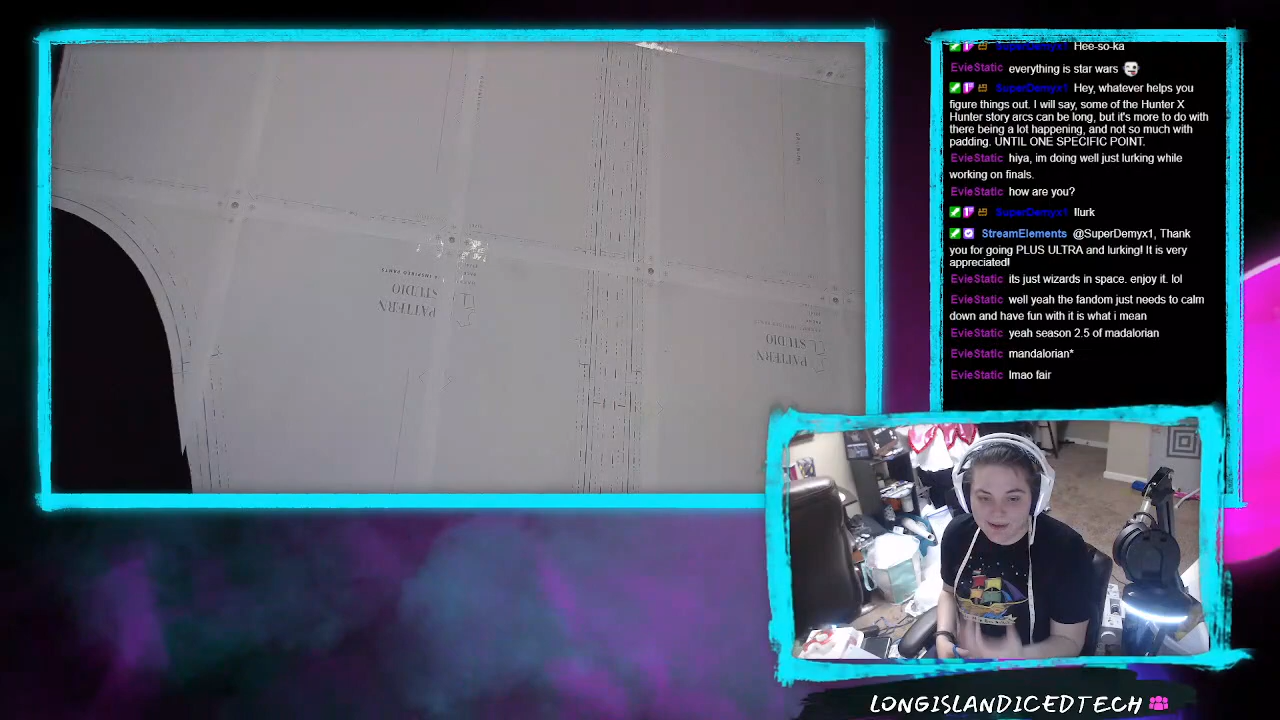 Hee-so-ka
EvieStatic everything is star wars
SuperDemyx1 Hey, whatever helps you
figure things out. I will say, some of the Hunter X
Hunter story arcs can be long, but it's more to do with
there being a lot happening, and not so much with
padding. UNTIL ONE SPECIFIC POINT.
EvieStatic hiya, im doing well just lurking while
working on finals.
EvieStatic how are you?
SuperDemyx1 !lurk
StreamElements @SuperDemyx1, Thank
you for going PLUS ULTRA and lurking! It is very
appreciated!
EvieStatic its just wizards in space. enjoy it. lol
EvieStatic well yeah the fandom just needs to calm
down and have fun with it is what i mean
EvieStatic yeah season 2.5 of madalorian
EvieStatic mandalorian*
EvieStatic lmao fair
PATTERN
STUDIO
PATTERN
STUDIO
LONGISLANDICEDTECH